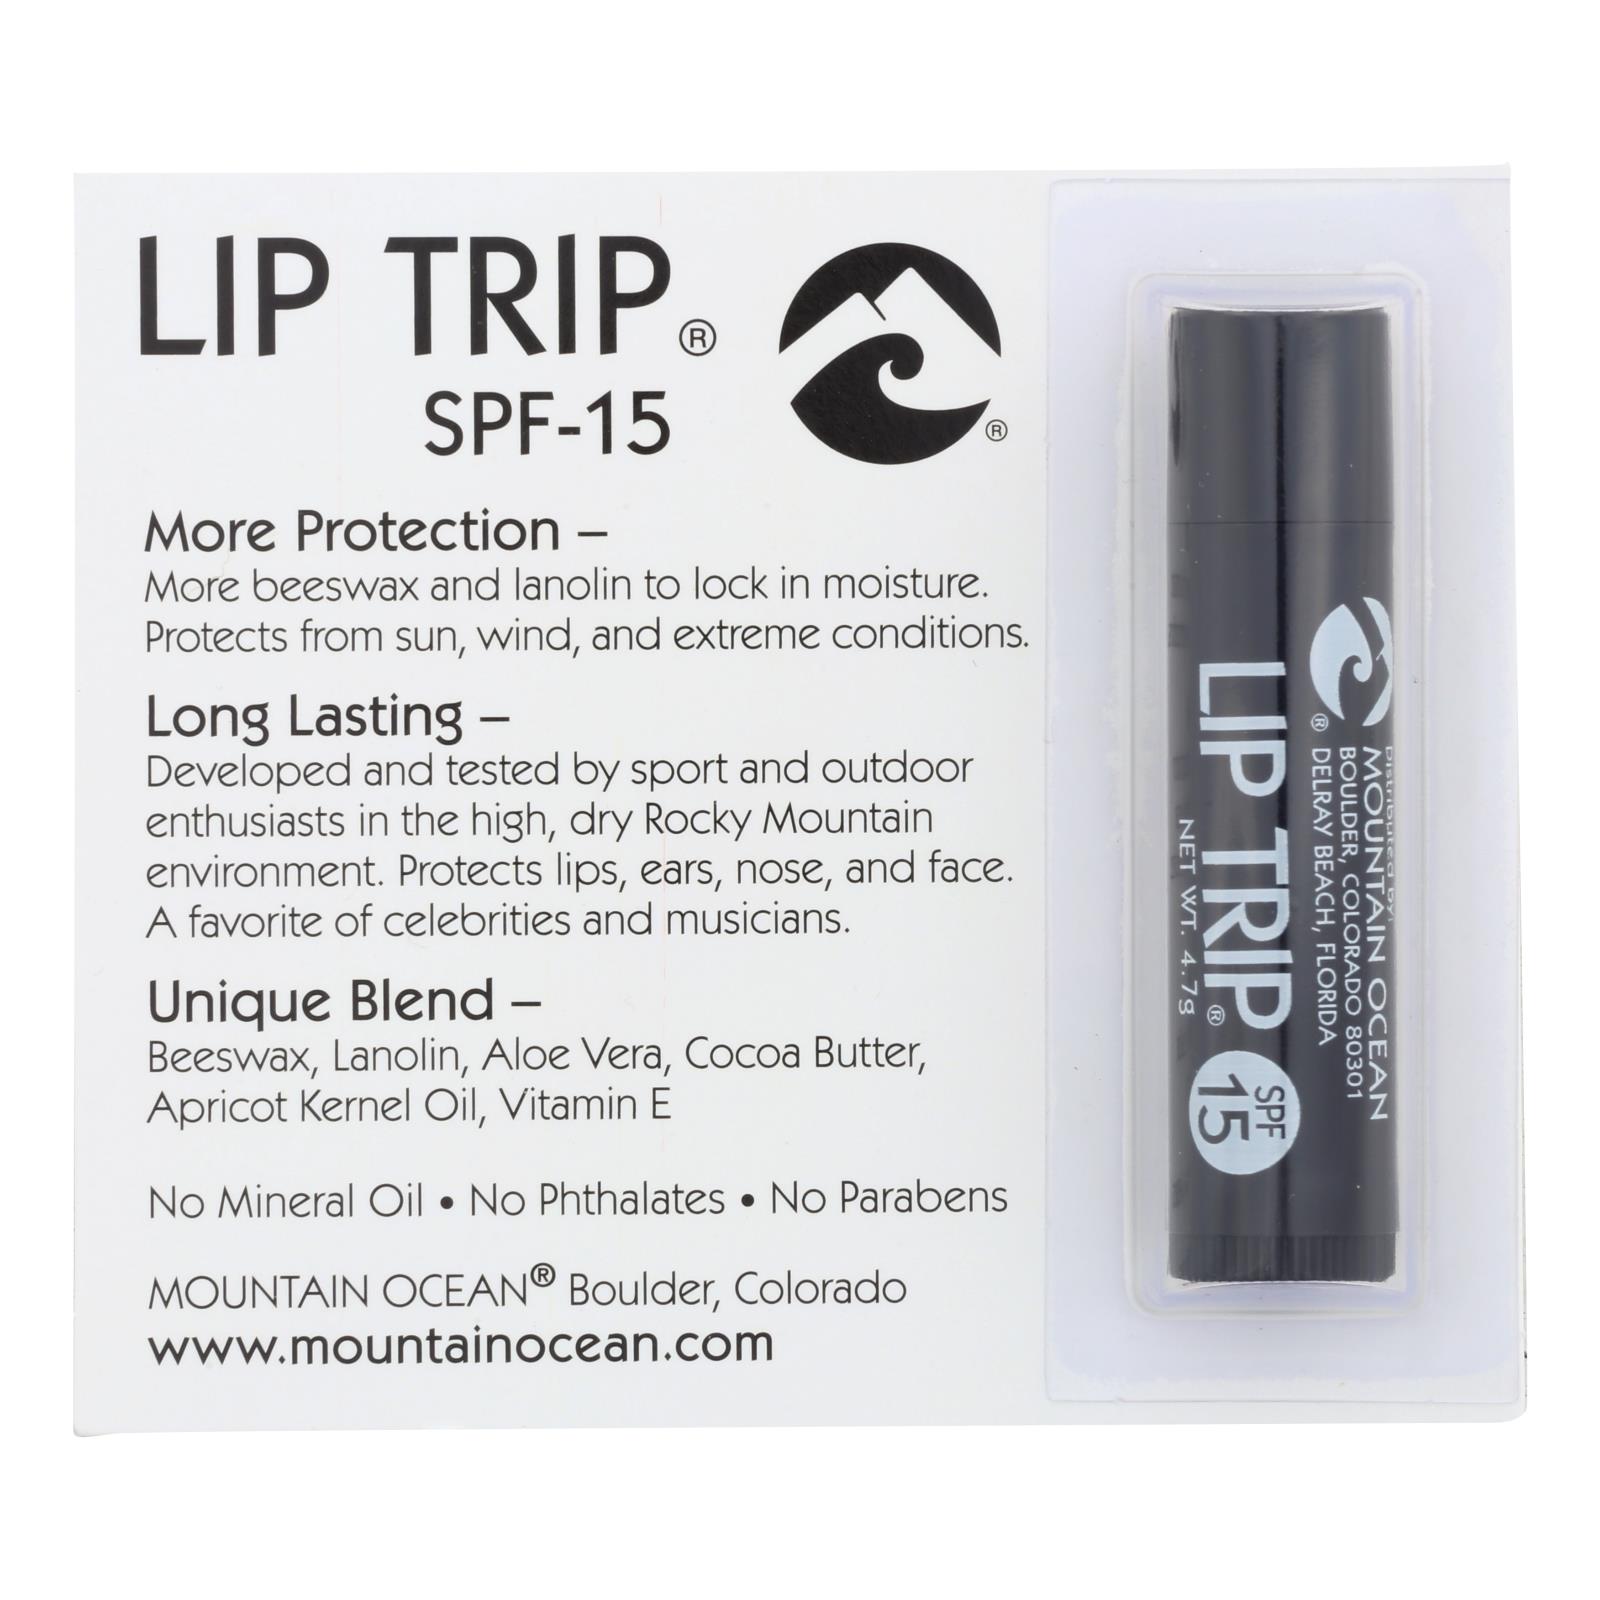 LIP TRIP®
SPF-15
®
More Protection –
More beeswax and lanolin to lock in moisture.
Protects from sun, wind, and extreme conditions.
Long Lasting –
Developed and tested by sport and outdoor
enthusiasts in the high, dry Rocky Mountain
environment. Protects lips, ears, nose, and face.
A favorite of celebrities and musicians.
Unique Blend –
Beeswax, Lanolin, Aloe Vera, Cocoa Butter,
Apricot Kernel Oil, Vitamin E
No Mineral Oil • No Phthalates • No Parabens
MOUNTAIN OCEAN® Boulder, Colorado
www.mountainocean.com
Distributed By:
MOUNTAIN OCEAN
BOULDER, COLORADO 80301
® DELRAY BEACH, FLORIDA
LIP TRIP®
SPF
15
NET WT. 4.7g